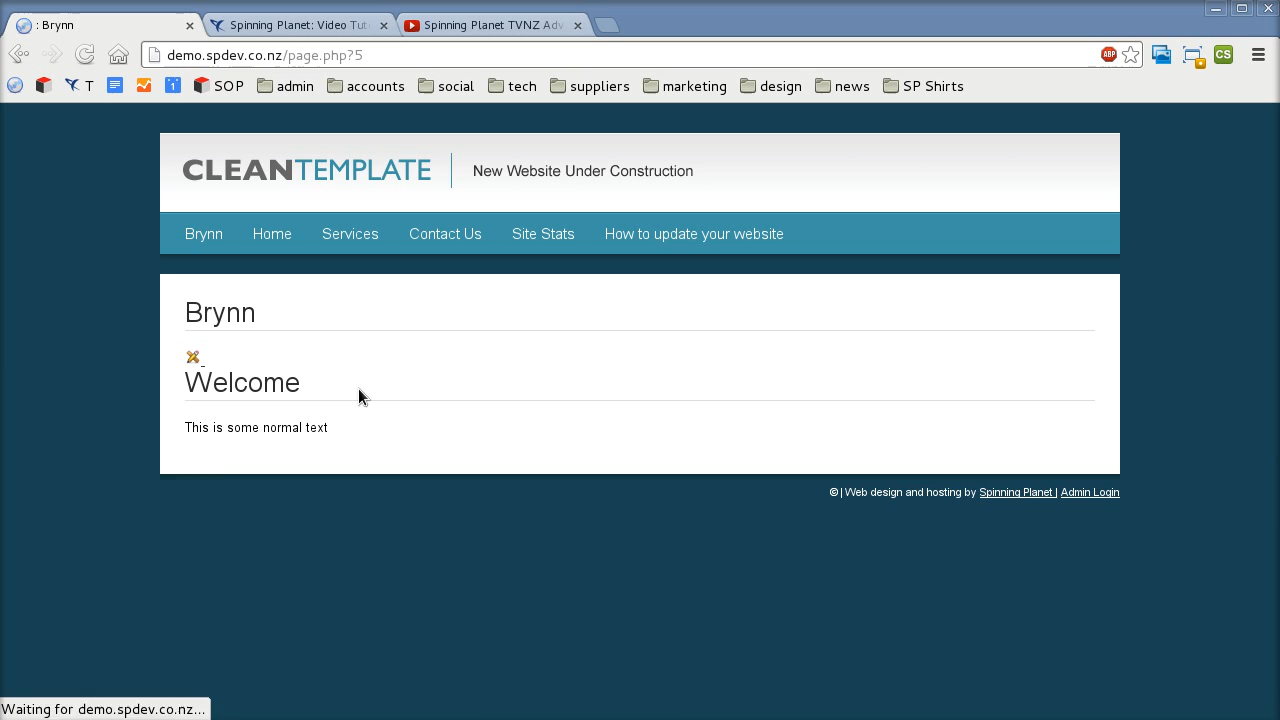 : Brynn
Spinning Planet: Video Tut
Spinning Planet TVNZ Adv
demo.spdev.co.nz/page.php?5
ABP
CS
T
1
SOP
admin
accounts
social
tech
suppliers
marketing
design
news
SP Shirts
CLEANTEMPLATE
New Website Under Construction
Brynn
Home
Services
Contact Us
Site Stats
How to update your website
Brynn
Welcome
This is some normal text
© | Web design and hosting by Spinning Planet | Admin Login
Waiting for demo.spdev.co.nz...